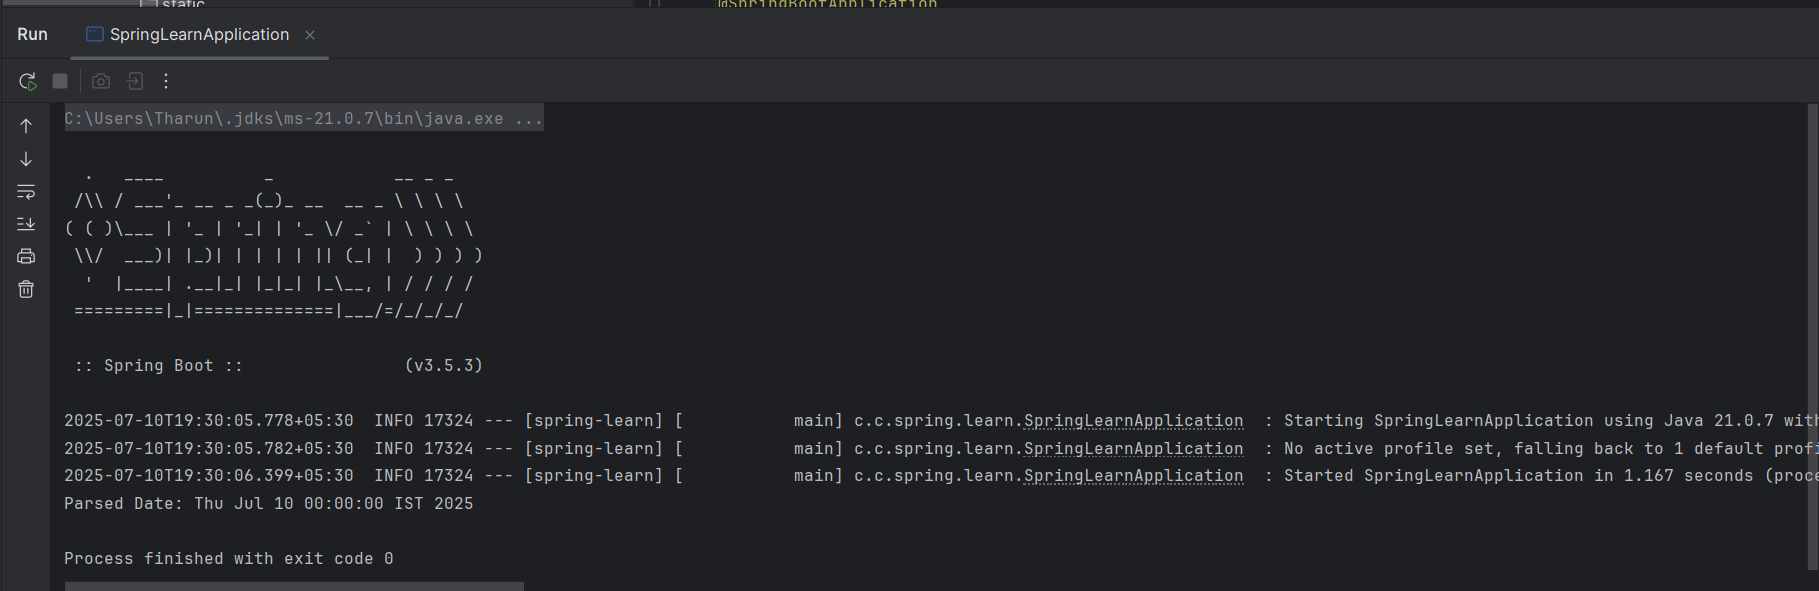 static
@SpringBootApplication
Run SpringLearnApplication
C:\Users\Tharun\.jdks\ms-21.0.7\bin\java.exe ...
  .   ____          _            __ _ _
 /\\ / ___'_ __ _ _(_)_ __  __ _ \ \ \ \
( ( )\___ | '_ | '_| | '_ \/ _` | \ \ \ \
 \\/  ___)| |_)| | | | | || (_| |  ) ) ) )
  '  |____| .__|_| |_|_| |_\__, | / / / /
 =========|_|==============|___/=/_/_/_/
 :: Spring Boot ::                (v3.5.3)
2025-07-10T19:30:05.778+05:30  INFO 17324 --- [spring-learn] [           main] c.c.spring.learn.SpringLearnApplication  : Starting SpringLearnApplication using Java 21.0.7 with
2025-07-10T19:30:05.782+05:30  INFO 17324 --- [spring-learn] [           main] c.c.spring.learn.SpringLearnApplication  : No active profile set, falling back to 1 default profi
2025-07-10T19:30:06.399+05:30  INFO 17324 --- [spring-learn] [           main] c.c.spring.learn.SpringLearnApplication  : Started SpringLearnApplication in 1.167 seconds (proce
Parsed Date: Thu Jul 10 00:00:00 IST 2025
Process finished with exit code 0